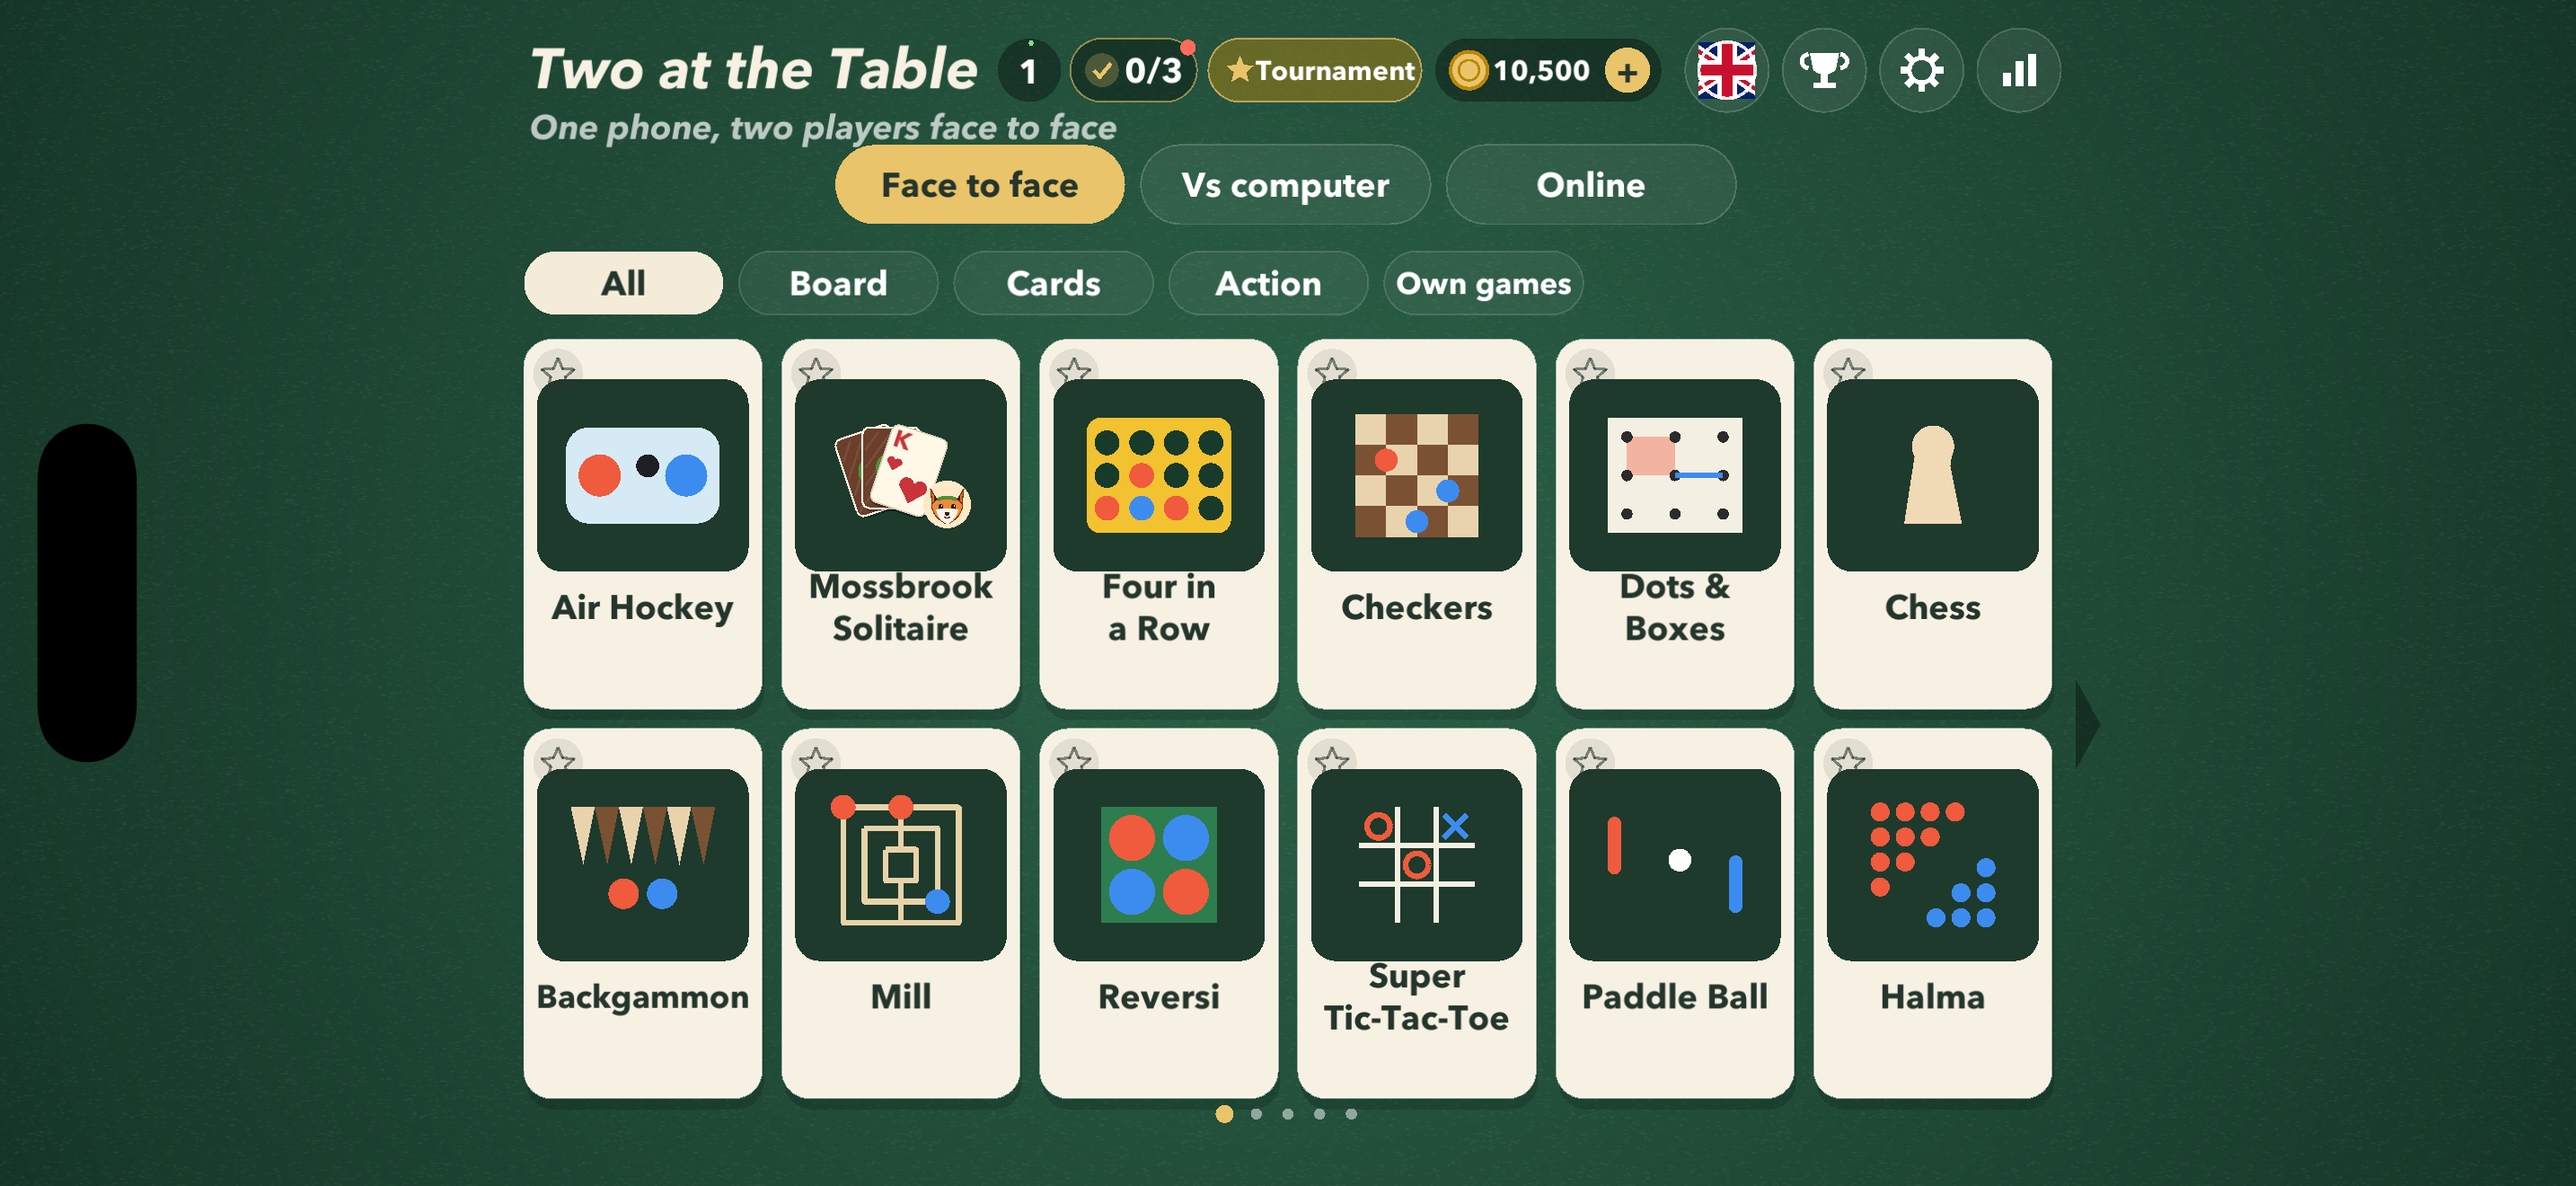 Two at the Table
1
0/3
Tournament
10,500
+
One phone, two players face to face
Face to face
Vs computer
Online
All
Board
Cards
Action
Own games
K
Air Hockey
Mossbrook
Solitaire
Four in
a Row
Checkers
Dots &
Boxes
Chess
Backgammon
Mill
Reversi
Super
Tic-Tac-Toe
Paddle Ball
Halma